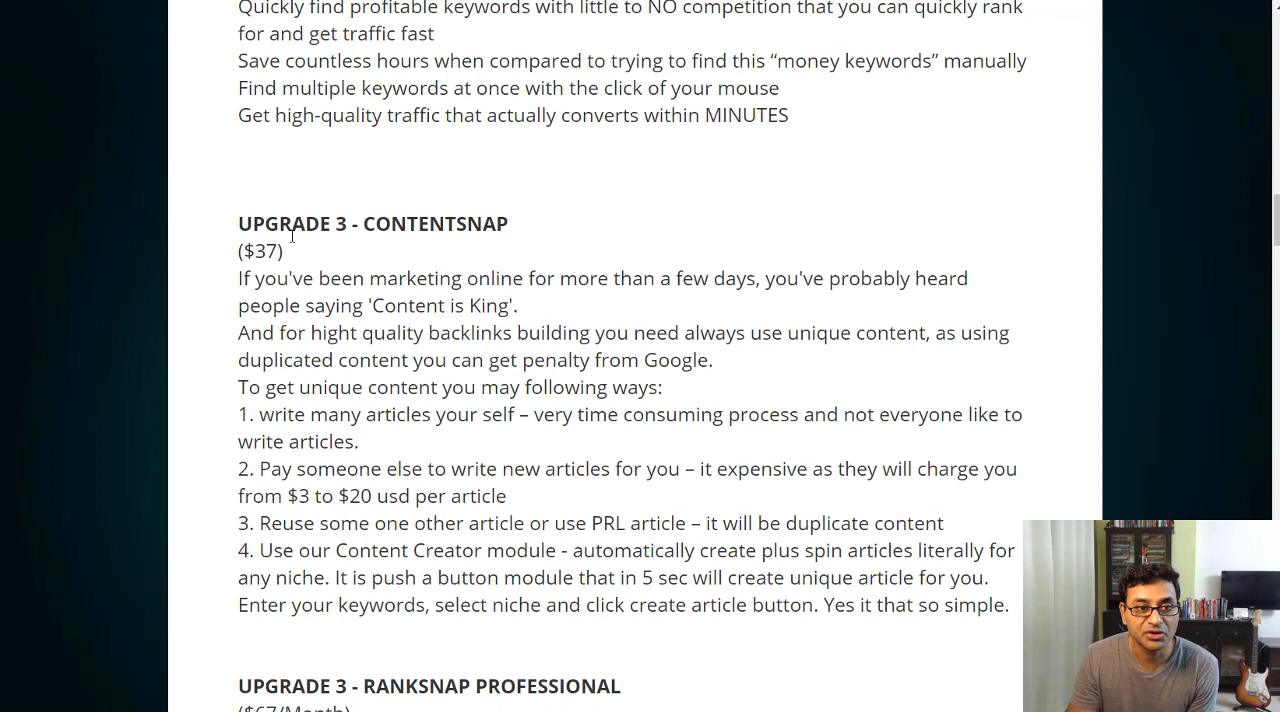 Quickly find profitable keywords with little to NO competition that you can quickly rank
for and get traffic fast
Save countless hours when compared to trying to find this “money keywords” manually
Find multiple keywords at once with the click of your mouse
Get high-quality traffic that actually converts within MINUTES
UPGRADE 3 - CONTENTSNAP
($37)
If you've been marketing online for more than a few days, you've probably heard
people saying 'Content is King'.
And for hight quality backlinks building you need always use unique content, as using
duplicated content you can get penalty from Google.
To get unique content you may following ways:
1. write many articles your self – very time consuming process and not everyone like to
write articles.
2. Pay someone else to write new articles for you – it expensive as they will charge you
from $3 to $20 usd per article
3. Reuse some one other article or use PRL article – it will be duplicate content
4. Use our Content Creator module - automatically create plus spin articles literally for
any niche. It is push a button module that in 5 sec will create unique article for you.
Enter your keywords, select niche and click create article button. Yes it that so simple.
UPGRADE 3 - RANKSNAP PROFESSIONAL
($67/Month)